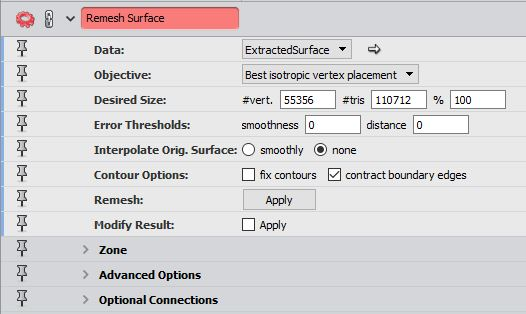 Remesh Surface
Data: ExtractedSurface
Objective: Best isotropic vertex placement
Desired Size: #vert. 55356 #tris 110712 % 100
Error Thresholds: smoothness 0 distance 0
Interpolate Orig. Surface: smoothly none
Contour Options: fix contours contract boundary edges
Remesh: Apply
Modify Result: Apply
Zone
Advanced Options
Optional Connections